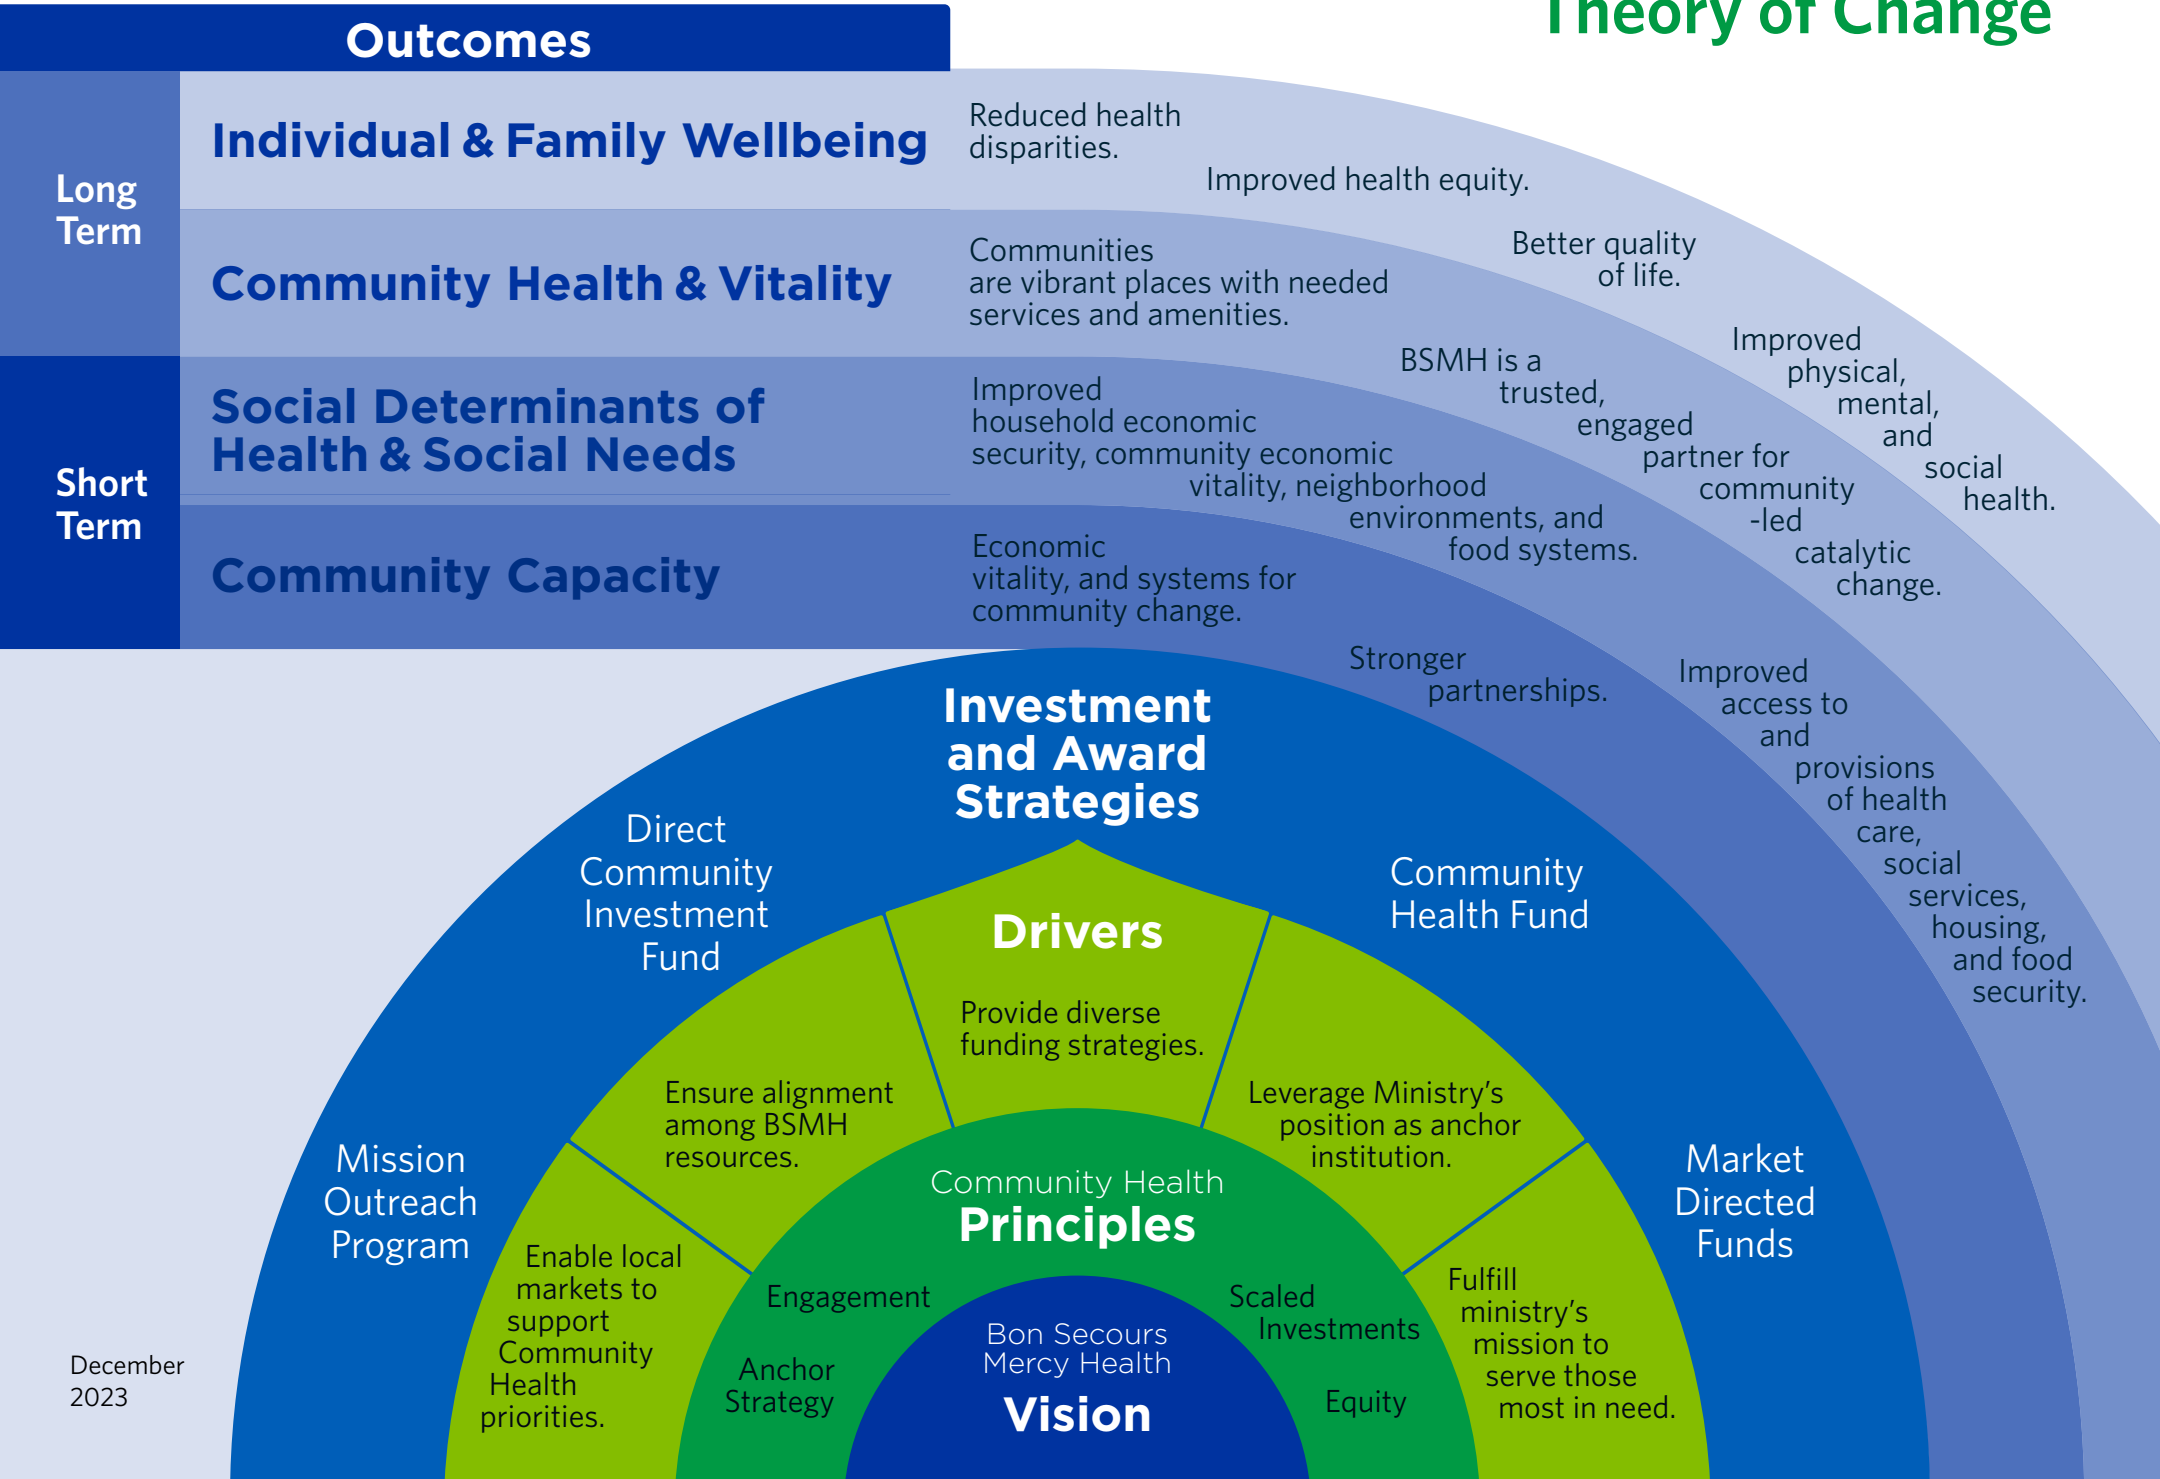 Theory of Change
Outcomes
Long
Term
Individual & Family Wellbeing
Reduced health
disparities.
Improved health equity.
Better quality
of life.
Improved
physical,
mental,
and
social
health.
Community Health & Vitality
Communities
are vibrant places with needed
services and amenities.
BSMH is a
trusted,
engaged
partner for
community
-led
catalytic
change.
Short
Term
Social Determinants of
Health & Social Needs
Improved
household economic
security, community economic
vitality, neighborhood
environments, and
food systems.
Improved
access to
and
provisions
of health
care,
social
services,
housing,
and food
security.
Community Capacity
Economic
vitality, and systems for
community change.
Stronger
partnerships.
Investment
and Award
Strategies
Mission
Outreach
Program
Direct
Community
Investment
Fund
Community
Health Fund
Market
Directed
Funds
Drivers
Enable local
markets to
support
Community
Health
priorities.
Ensure alignment
among BSMH
resources.
Provide diverse
funding strategies.
Leverage Ministry’s
position as anchor
institution.
Fulfill
ministry’s
mission to
serve those
most in need.
Community Health
Principles
Anchor
Strategy
Engagement
Scaled
Investments
Equity
Bon Secours
Mercy Health
Vision
December
2023